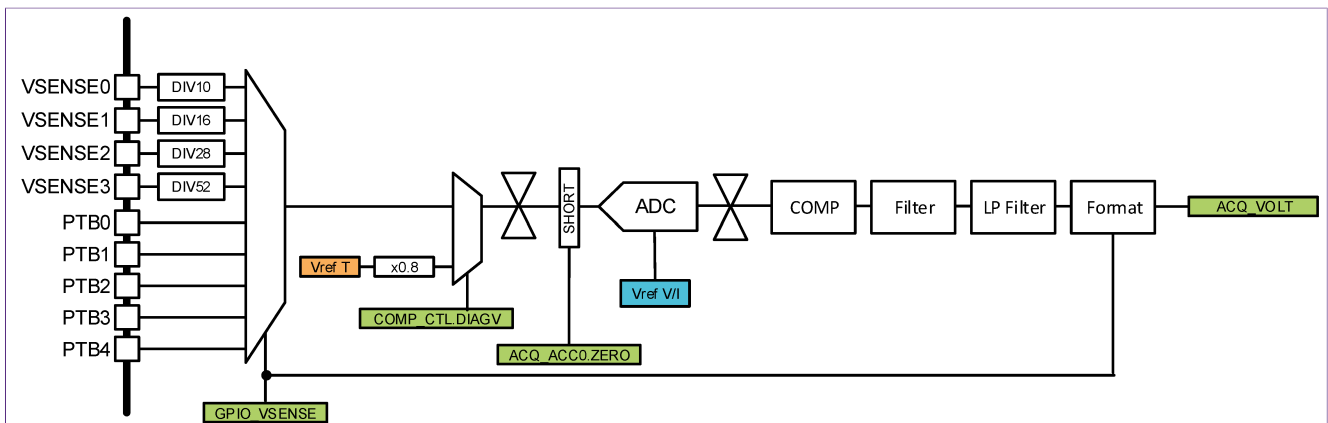 VSENSE0
DIV10
VSENSE1
DIV16
VSENSE2
DIV28
VSENSE3
DIV52
PTB0
PTB1
PTB2
PTB3
PTB4
GPIO_VSENSE
Vref T
x0.8
COMP_CTL.DIAGV
SHORT
ACQ_ACC0.ZERO
ADC
Vref V/I
COMP
Filter
LP Filter
Format
ACQ_VOLT